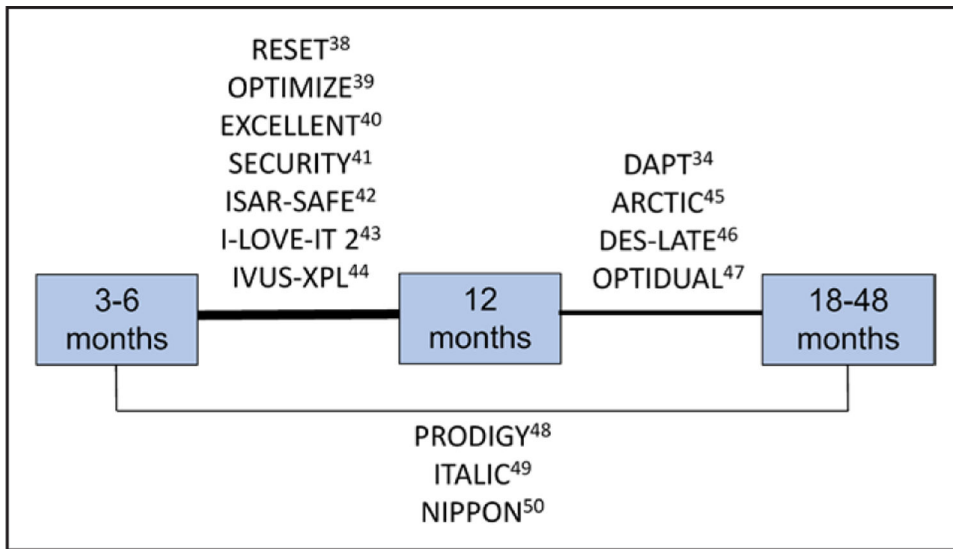 RESET³⁸
OPTIMIZE³⁹
EXCELLENT⁴⁰
SECURITY⁴¹
ISAR-SAFE⁴²
I-LOVE-IT 2⁴³
IVUS-XPL⁴⁴
DAPT³⁴
ARCTIC⁴⁵
DES-LATE⁴⁶
OPTIDUAL⁴⁷
3-6
months
12
months
18-48
months
PRODIGY⁴⁸
ITALIC⁴⁹
NIPPON⁵⁰